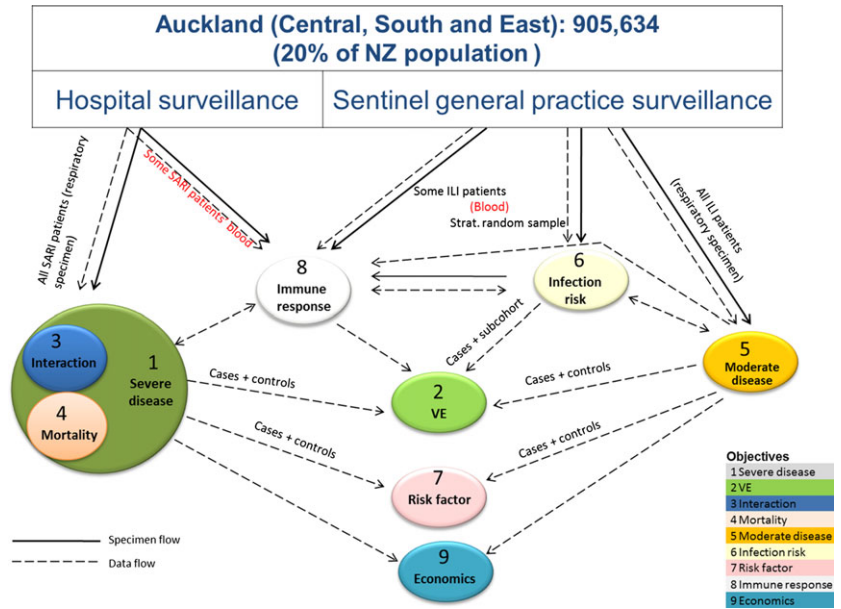 Auckland (Central, South and East): 905,634
(20% of NZ population )
Hospital surveillance
Sentinel general practice surveillance
All SARI patients (respiratory
specimen)
Some SARI patients' blood
Some ILI patients
(Blood)
Strat. random sample
All ILI patients
(respiratory specimen)
8
Immune
response
6
Infection
risk
3
Interaction
1
Severe
disease
4
Mortality
Cases + subcohort
5
Moderate
disease
2
VE
Cases + controls
Cases + controls
Cases + controls
Cases + controls
7
Risk factor
9
Economics
Specimen flow
Data flow
Objectives
1 Severe disease
2 VE
3 Interaction
4 Mortality
5 Moderate disease
6 Infection risk
7 Risk factor
8 Immune response
9 Economics